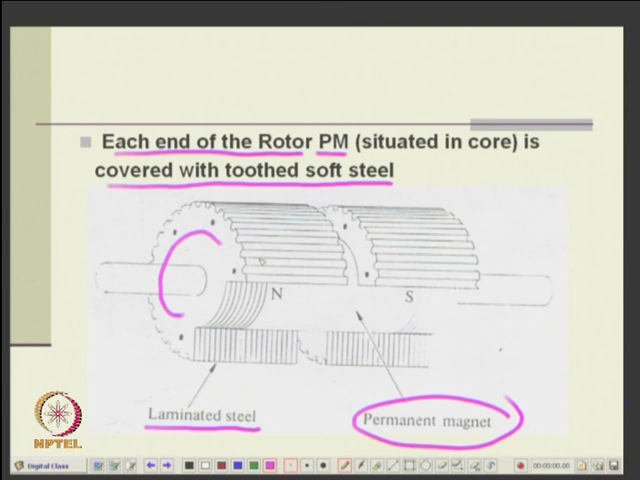 Each end of the Rotor PM (situated in core) is
covered with toothed soft steel
N
S
Laminated steel
Permanent magnet
NPTEL
Digital Class
00:00:00.00